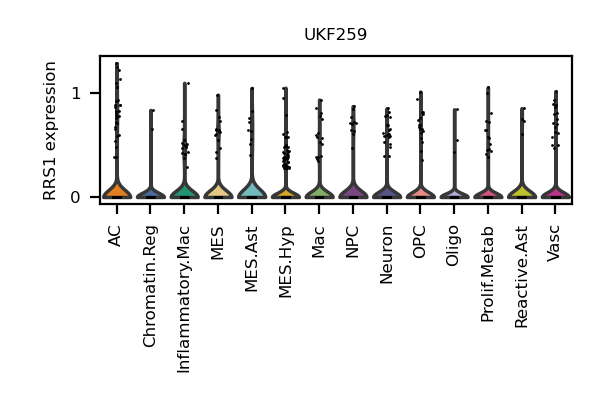 UKF259
RRS1 expression
1
0
AC
Chromatin.Reg
Inflammatory.Mac
MES
MES.Ast
MES.Hyp
Mac
NPC
Neuron
OPC
Oligo
Prolif.Metab
Reactive.Ast
Vasc